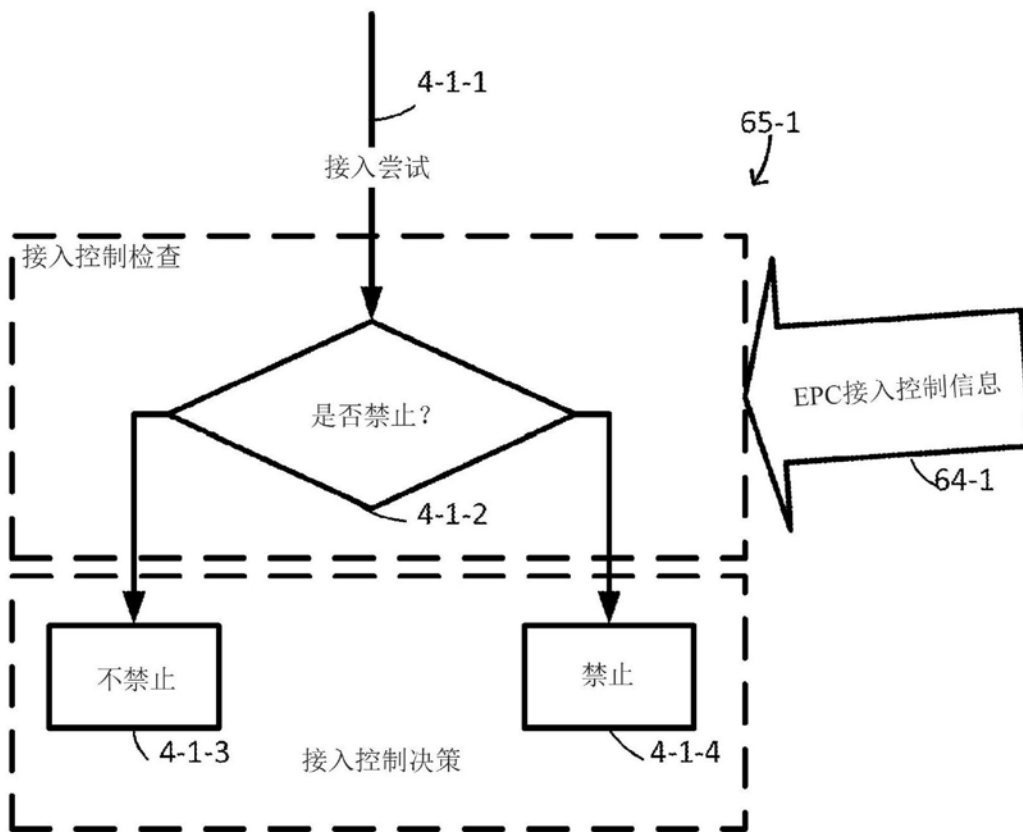 4-1-1
65-1
接入尝试
接入控制检查
是否禁止？
EPC接入控制信息
64-1
4-1-2
不禁止
禁止
4-1-3
4-1-4
接入控制决策